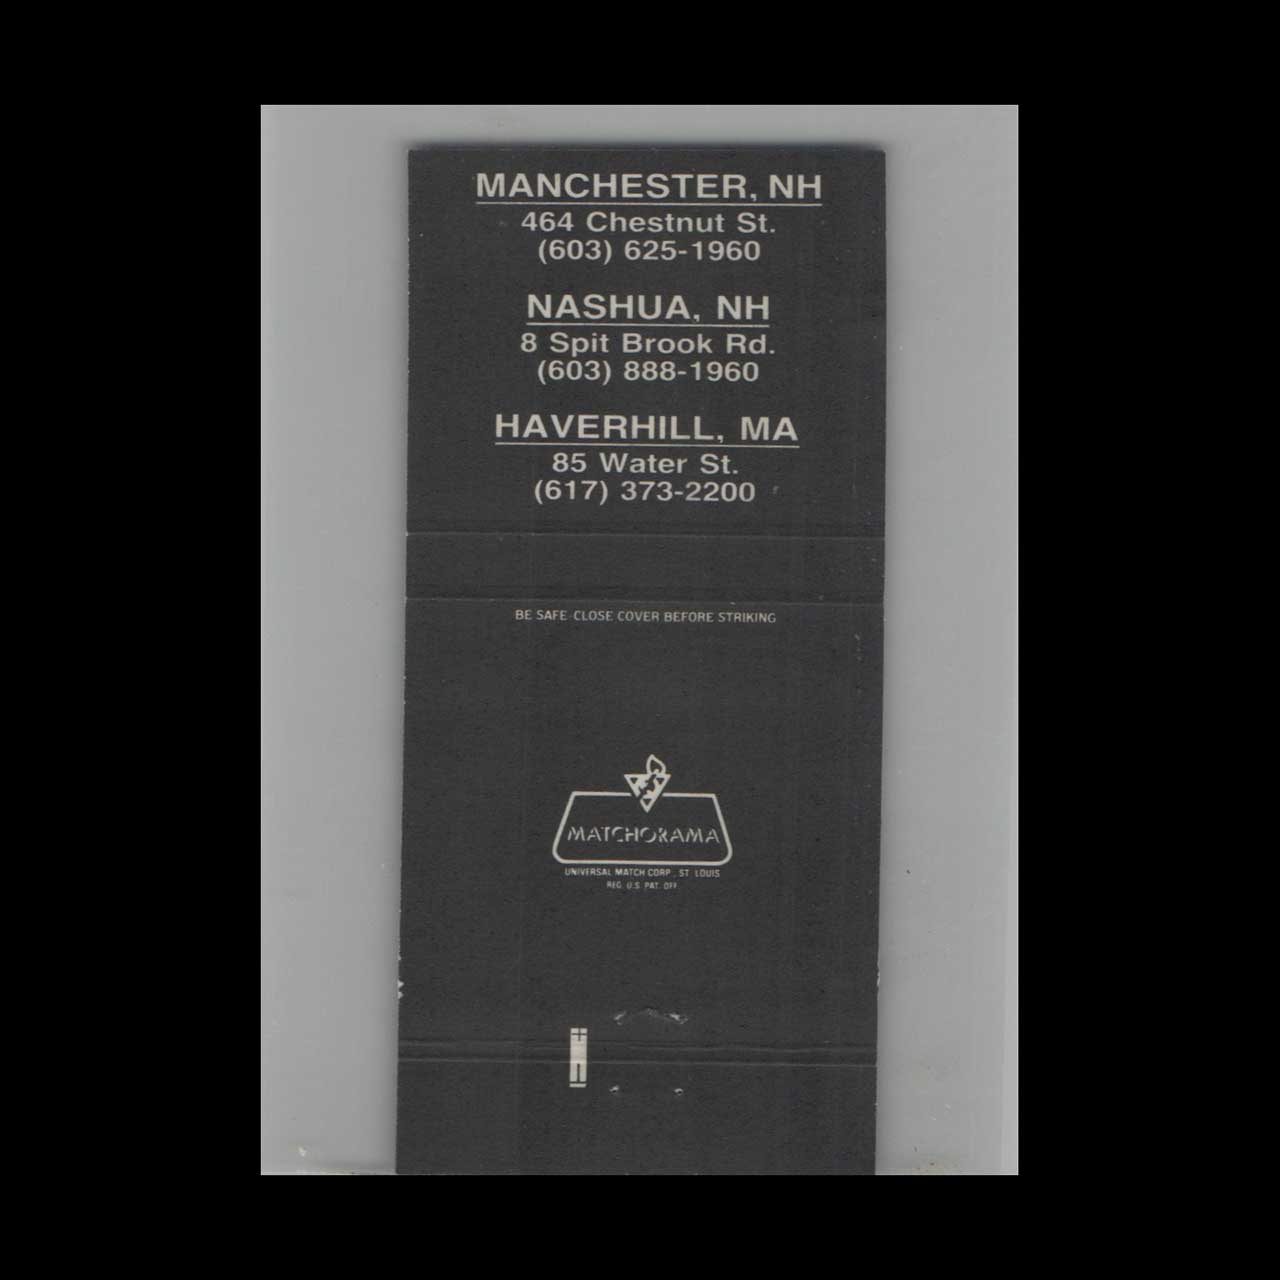 MANCHESTER, NH
464 Chestnut St.
(603) 625-1960
NASHUA, NH
8 Spit Brook Rd.
(603) 888-1960
HAVERHILL, MA
85 Water St.
(617) 373-2200
BE SAFE-CLOSE COVER BEFORE STRIKING
MATCHORAMA
UNIVERSAL MATCH CORP., ST. LOUIS
REG. U.S. PAT. OFF.